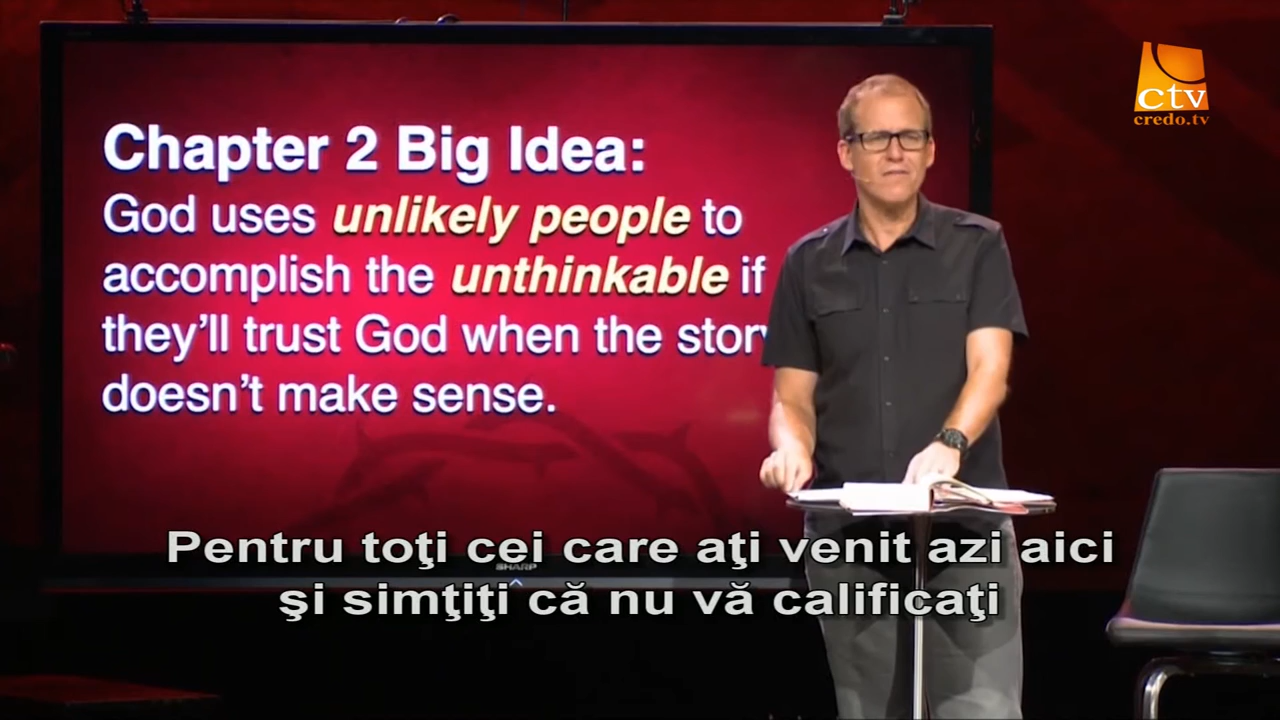 ctv
credo.tv
Chapter 2 Big Idea:
God uses unlikely people to
accomplish the unthinkable if
they'll trust God when the story
doesn't make sense.
SHARP
Pentru toţi cei care aţi venit azi aici
şi simţiţi că nu vă calificaţi